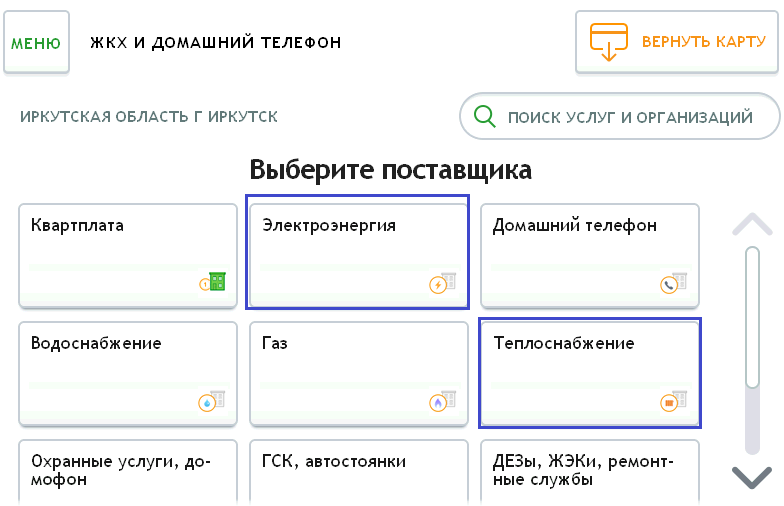 МЕНЮ
ЖКХ И ДОМАШНИЙ ТЕЛЕФОН
ВЕРНУТЬ КАРТУ
ИРКУТСКАЯ ОБЛАСТЬ Г ИРКУТСК
ПОИСК УСЛУГ И ОРГАНИЗАЦИЙ
Выберите поставщика
Квартплата
Электроэнергия
Домашний телефон
Водоснабжение
Газ
Теплоснабжение
Охранные услуги, до-
мофон
ГСК, автостоянки
ДЕЗы, ЖЭКи, ремонт-
ные службы